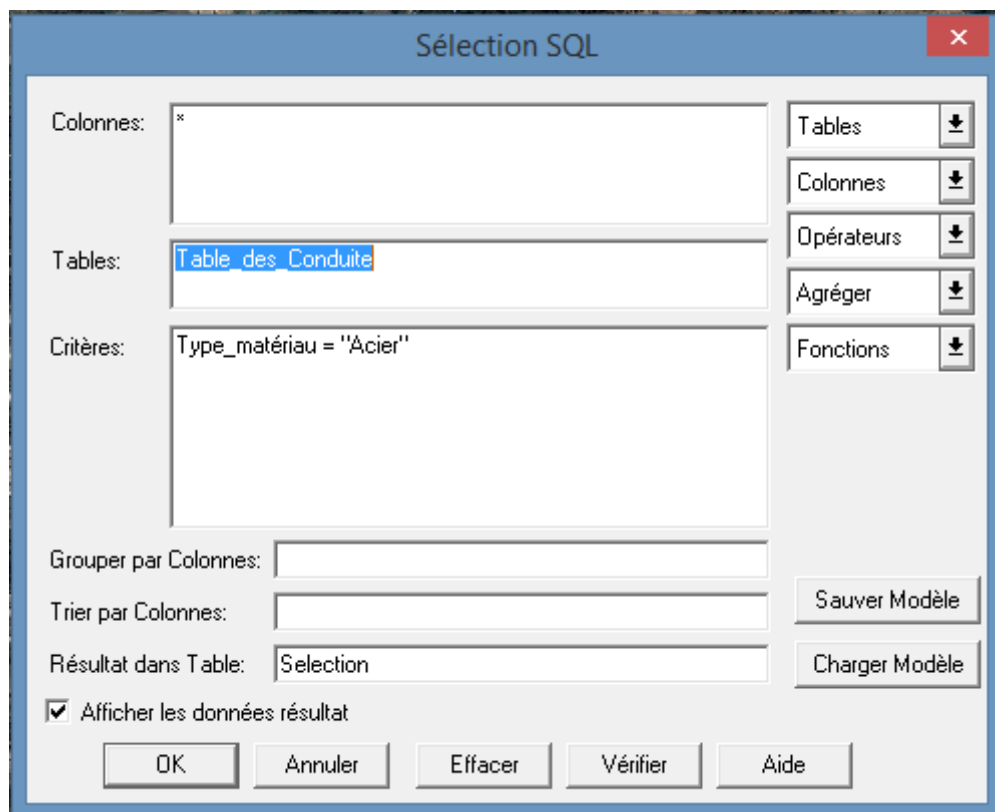 Sélection SQL
Colonnes:
*
Tables
Colonnes
Opérateurs
Tables:
Table_des_Conduite
Agréger
Critères:
Type_matériau = "Acier"
Fonctions
Grouper par Colonnes:
Trier par Colonnes:
Sauver Modèle
Résultat dans Table:
Selection
Charger Modèle
Afficher les données résultat
OK
Annuler
Effacer
Vérifier
Aide